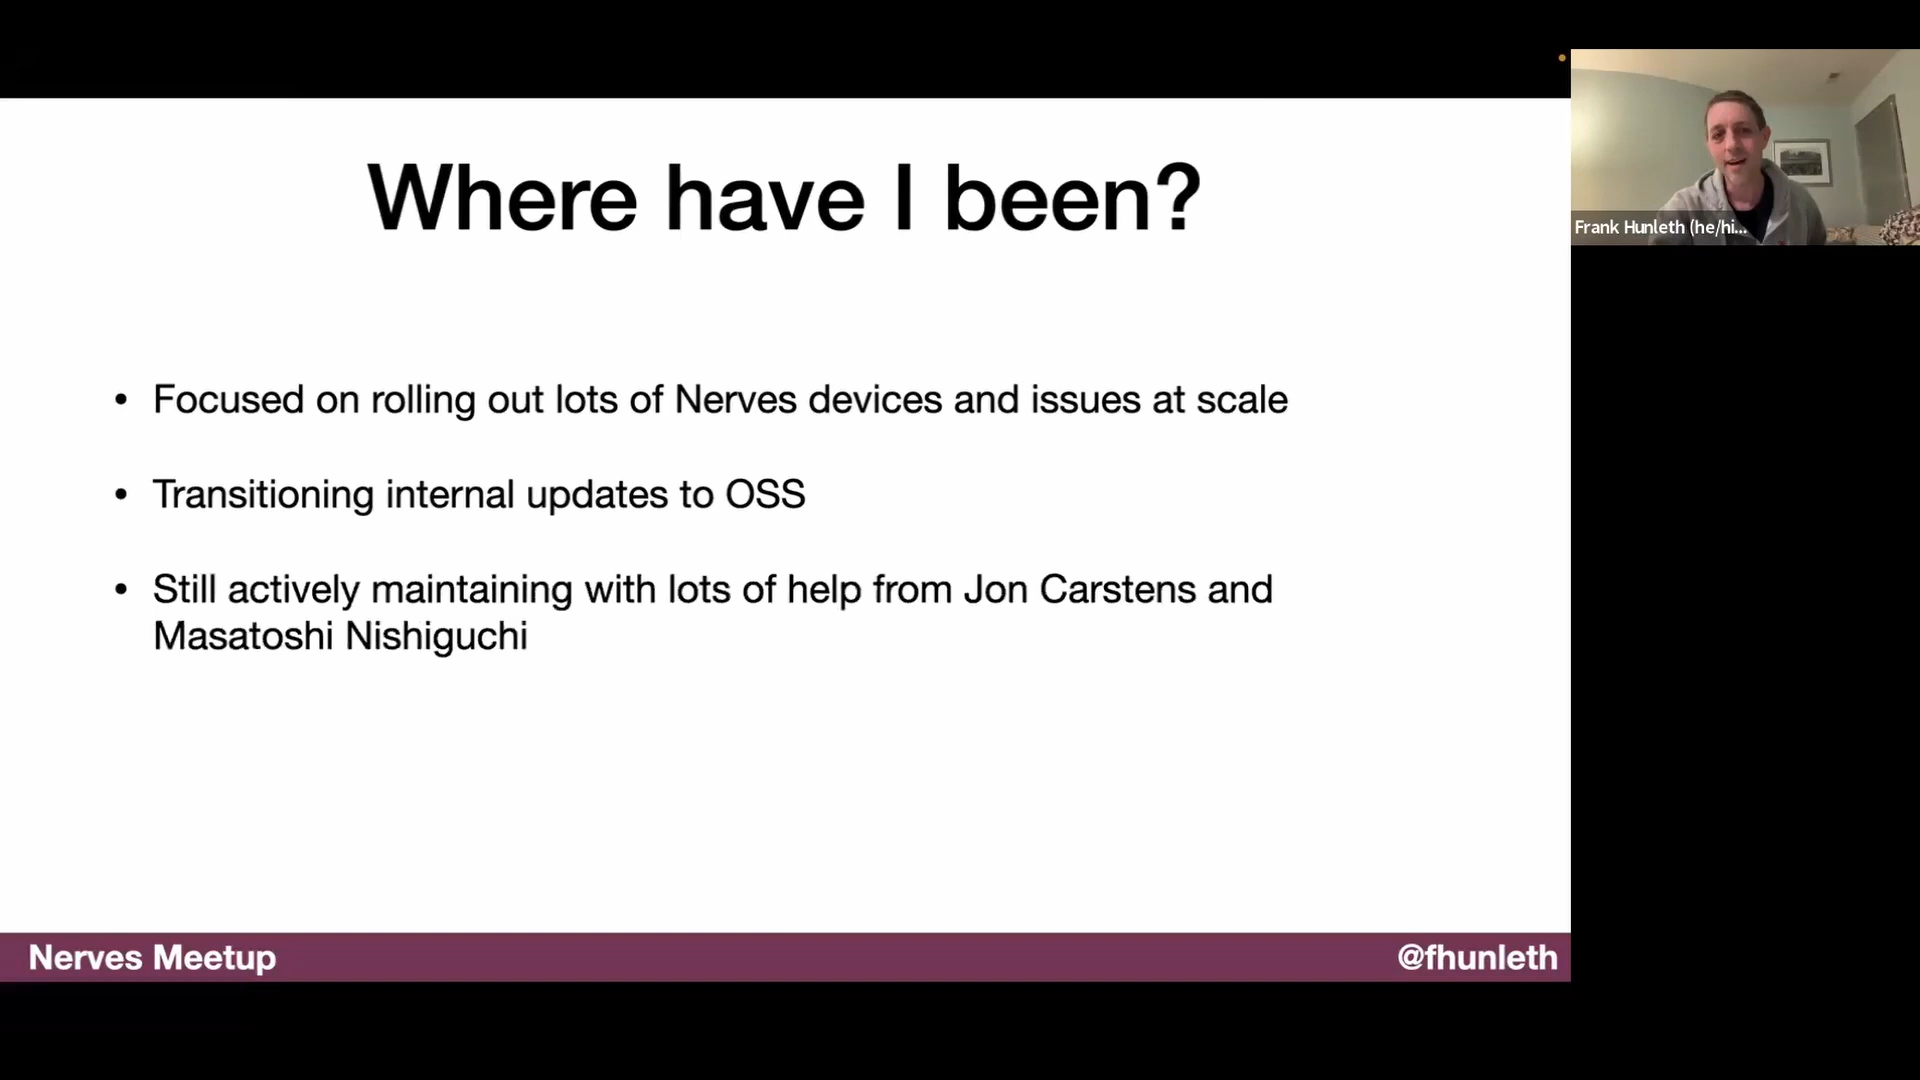 Where have I been?
Frank Hunleth (he/hi...
• Focused on rolling out lots of Nerves devices and issues at scale
• Transitioning internal updates to OSS
• Still actively maintaining with lots of help from Jon Carstens and
Masatoshi Nishiguchi
Nerves Meetup
@fhunleth